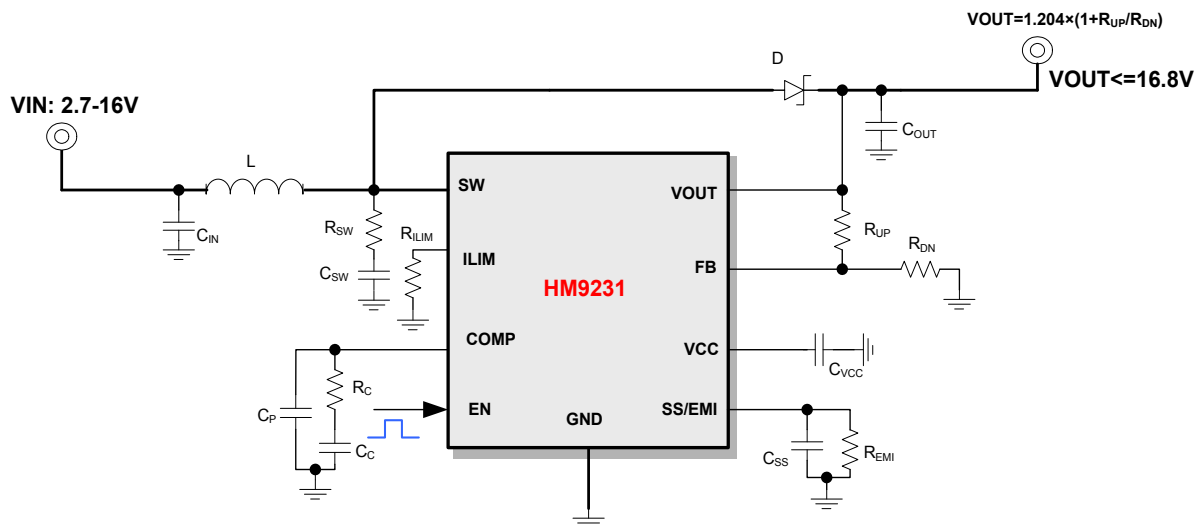 VOUT=1.204×(1+RUP/RDN)
D
VIN: 2.7-16V
VOUT<=16.8V
COUT
L
SW
VOUT
CIN
RSW
RILIM
RUP
RDN
CSW
ILIM
FB
HM9231
COMP
VCC
CVCC
RC
CP
EN
GND
SS/EMI
CC
CSS
REMI